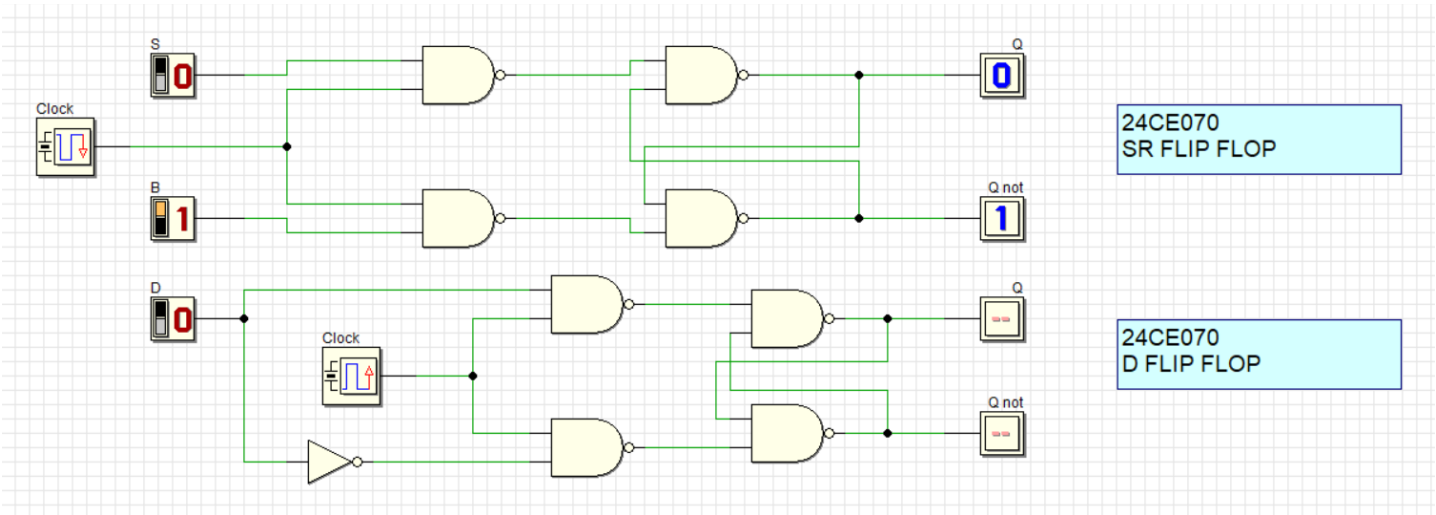 S
0
Q
0
Clock
24CE070
SR FLIP FLOP
B
1
Q not
1
D
0
Q
--
Clock
24CE070
D FLIP FLOP
Q not
--